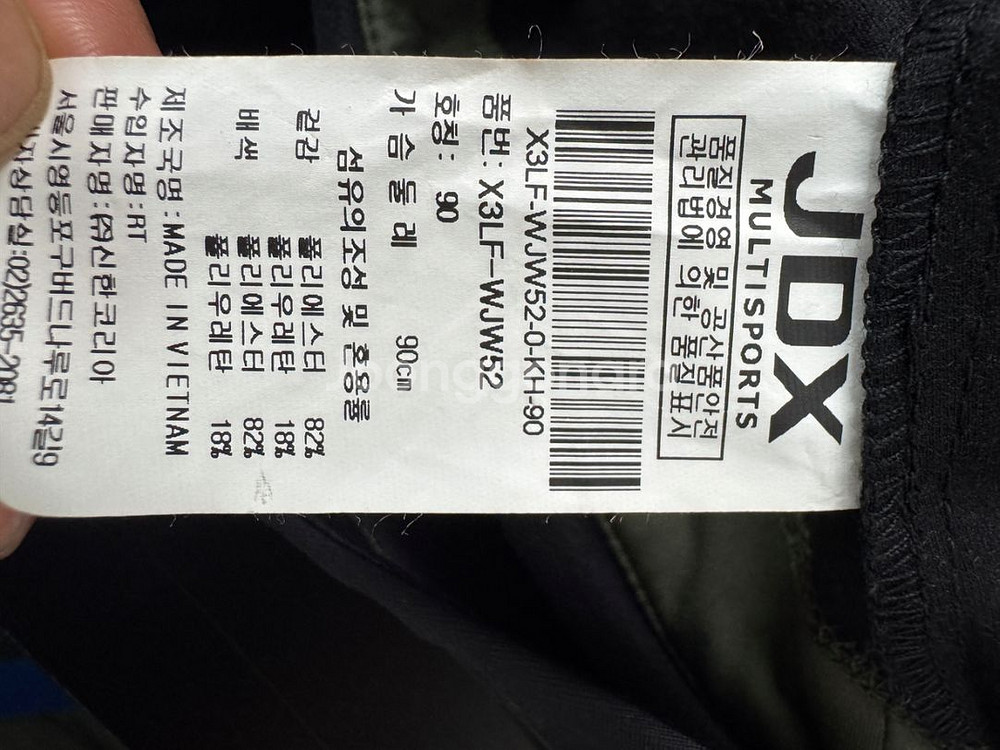 JDX
MULTISPORTS
품질경영 및 공산품안전
관리법에 의한 품질표시
X3LF-WJW52-0-KH-90
품번: X3LF-WJW52
호칭: 90
가슴둘레 90cm
섬유의조성 및 혼용률
겉감 폴리에스터 82%
폴리우레탄 18%
배색 폴리에스터 82%
폴리우레탄 18%
제조국명:MADE IN VIETNAM
수입자명:RT
판매자명:㈜신한코리아
서울시영등포구버드나루로14길9
자상담실:02)2635-2081